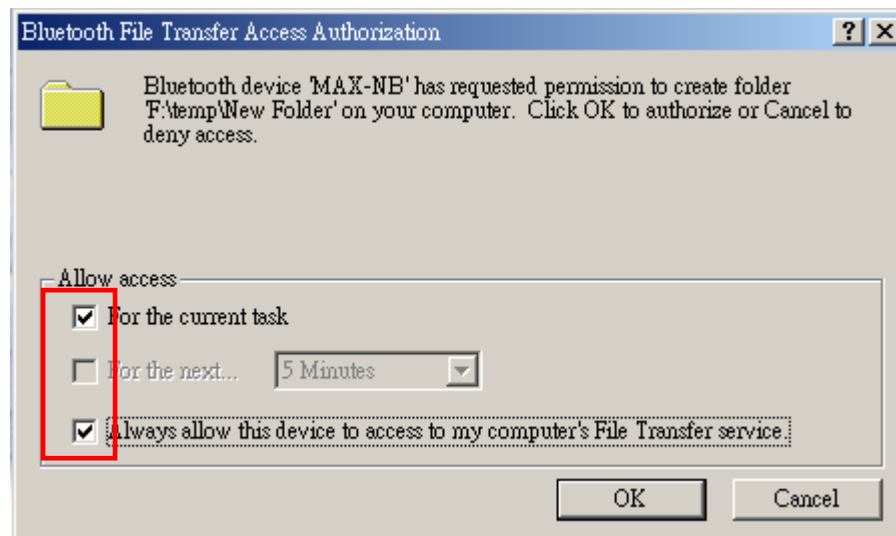 Bluetooth File Transfer Access Authorization
Bluetooth device 'MAX-NB' has requested permission to create folder
'F:\temp\New Folder' on your computer.  Click OK to authorize or Cancel to
deny access.
Allow access
For the current task
For the next... 5 Minutes
Always allow this device to access to my computer's File Transfer service.
OK Cancel